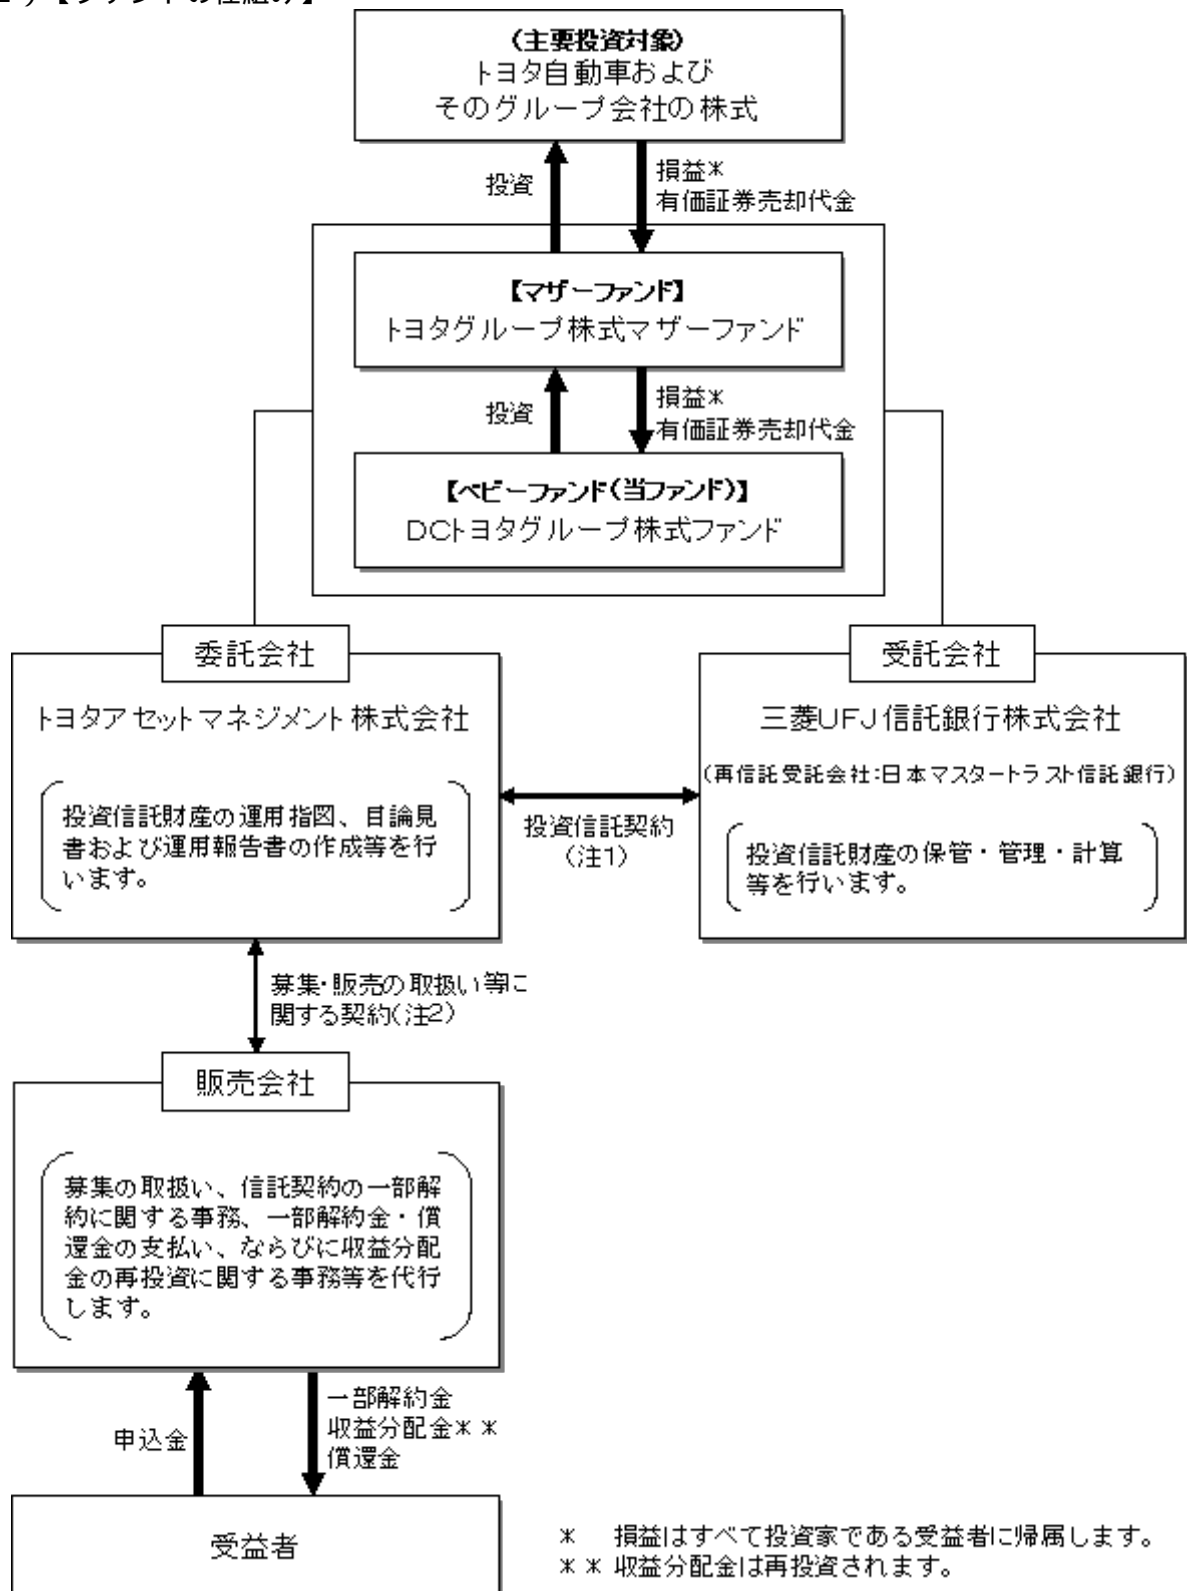 【ファンドの仕組み】
(主要投資対象)
トヨタ自動車および
そのグループ会社の株式
投資
損益*
有価証券売却代金
【マザーファンド】
トヨタグループ株式マザーファンド
投資
損益*
有価証券売却代金
【ベビーファンド(当ファンド)】
DCトヨタグループ株式ファンド
委託会社
トヨタアセットマネジメント株式会社
投資信託財産の運用指図、目論見
書および運用報告書の作成等を行
います。
投資信託契約
(注1)
受託会社
三菱UFJ信託銀行株式会社
(再信託受託会社:日本マスタートラスト信託銀行)
投資信託財産の保管・管理・計算
等を行います。
募集・販売の取扱い等に
関する契約(注2)
販売会社
募集の取扱い、信託契約の一部解
約に関する事務、一部解約金・償
還金の支払い、ならびに収益分配
金の再投資に関する事務等を代行
します。
申込金
一部解約金
収益分配金**
償還金
受益者
* 損益はすべて投資家である受益者に帰属します。
** 収益分配金は再投資されます。